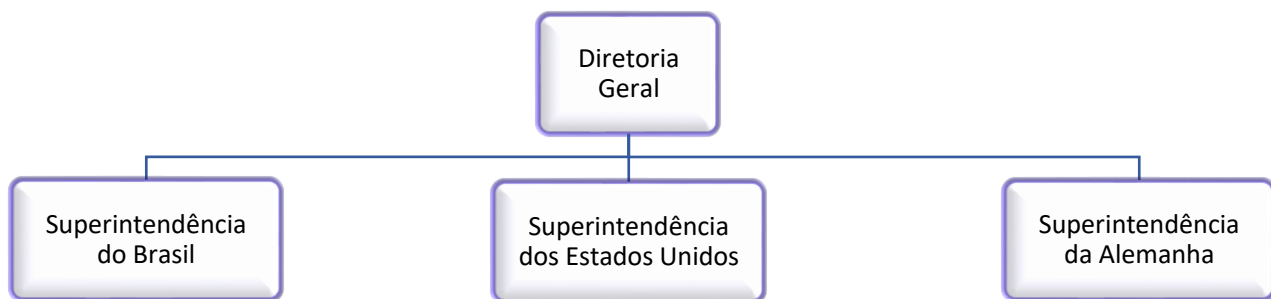 Diretoria
Geral
Superintendência
do Brasil
Superintendência
dos Estados Unidos
Superintendência
da Alemanha